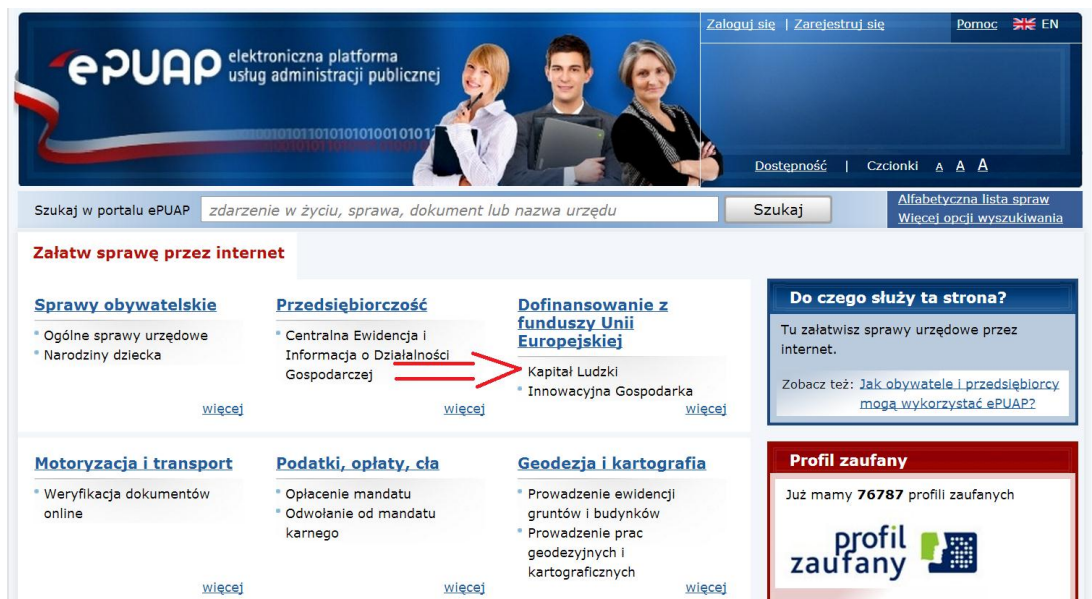 Zaloguj się | Zarejestruj się
Pomoc EN
ePUAP elektroniczna platforma
usług administracji publicznej
Dostępność | Czcionki A A A
Szukaj w portalu ePUAP zdarzenie w życiu, sprawa, dokument lub nazwa urzędu Szukaj
Alfabetyczna lista spraw
Więcej opcji wyszukiwania
Załatw sprawę przez internet
Sprawy obywatelskie
Ogólne sprawy urzędowe
Narodziny dziecka
więcej
Przedsiębiorczość
Centralna Ewidencja i
Informacja o Działalności
Gospodarczej
więcej
Dofinansowanie z
funduszy Unii
Europejskiej
Kapitał Ludzki
Innowacyjna Gospodarka
więcej
Motoryzacja i transport
Weryfikacja dokumentów
online
więcej
Podatki, opłaty, cła
Opłacenie mandatu
Odwołanie od mandatu
karnego
więcej
Geodezja i kartografia
Prowadzenie ewidencji
gruntów i budynków
Prowadzenie prac
geodezyjnych i
kartograficznych
więcej
Do czego służy ta strona?
Tu załatwisz sprawy urzędowe przez
internet.
Zobacz też: Jak obywatele i przedsiębiorcy
mogą wykorzystać ePUAP?
Profil zaufany
Już mamy 76787 profili zaufanych
profil
zaufany